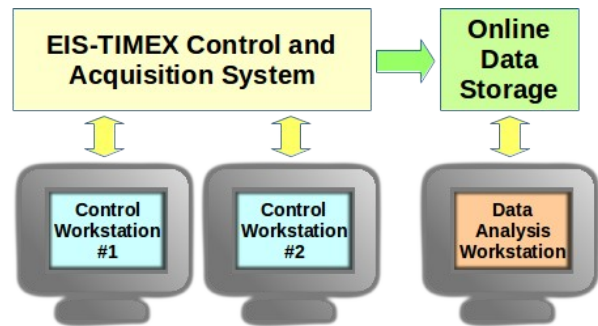 EIS-TIMEX Control and
Acquisition System
Online
Data
Storage
Control
Workstation
#1
Control
Workstation
#2
Data
Analysis
Workstation